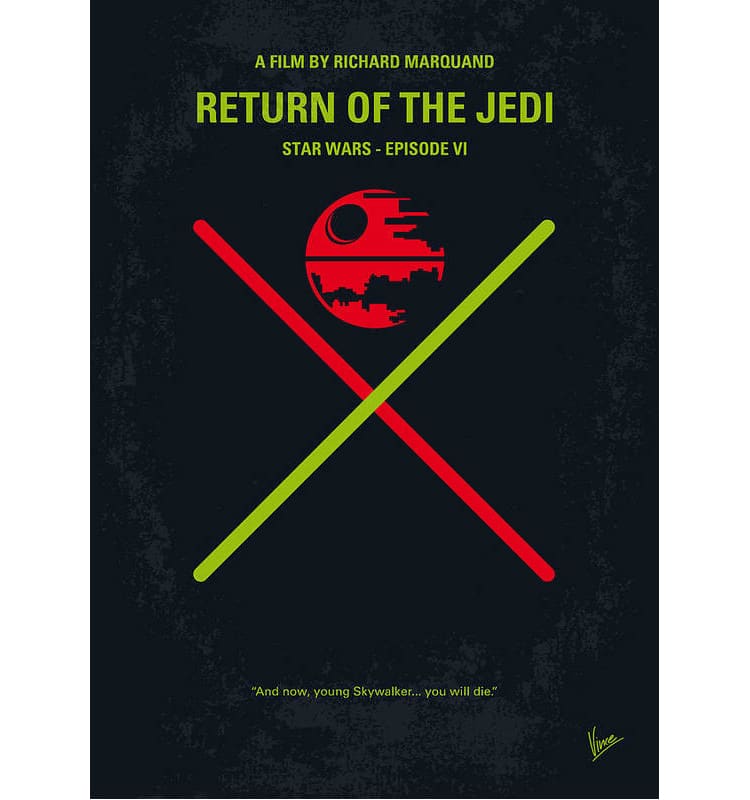 A FILM BY RICHARD MARQUAND
RETURN OF THE JEDI
STAR WARS - EPISODE VI
“And now, young Skywalker... you will die.”
Vince